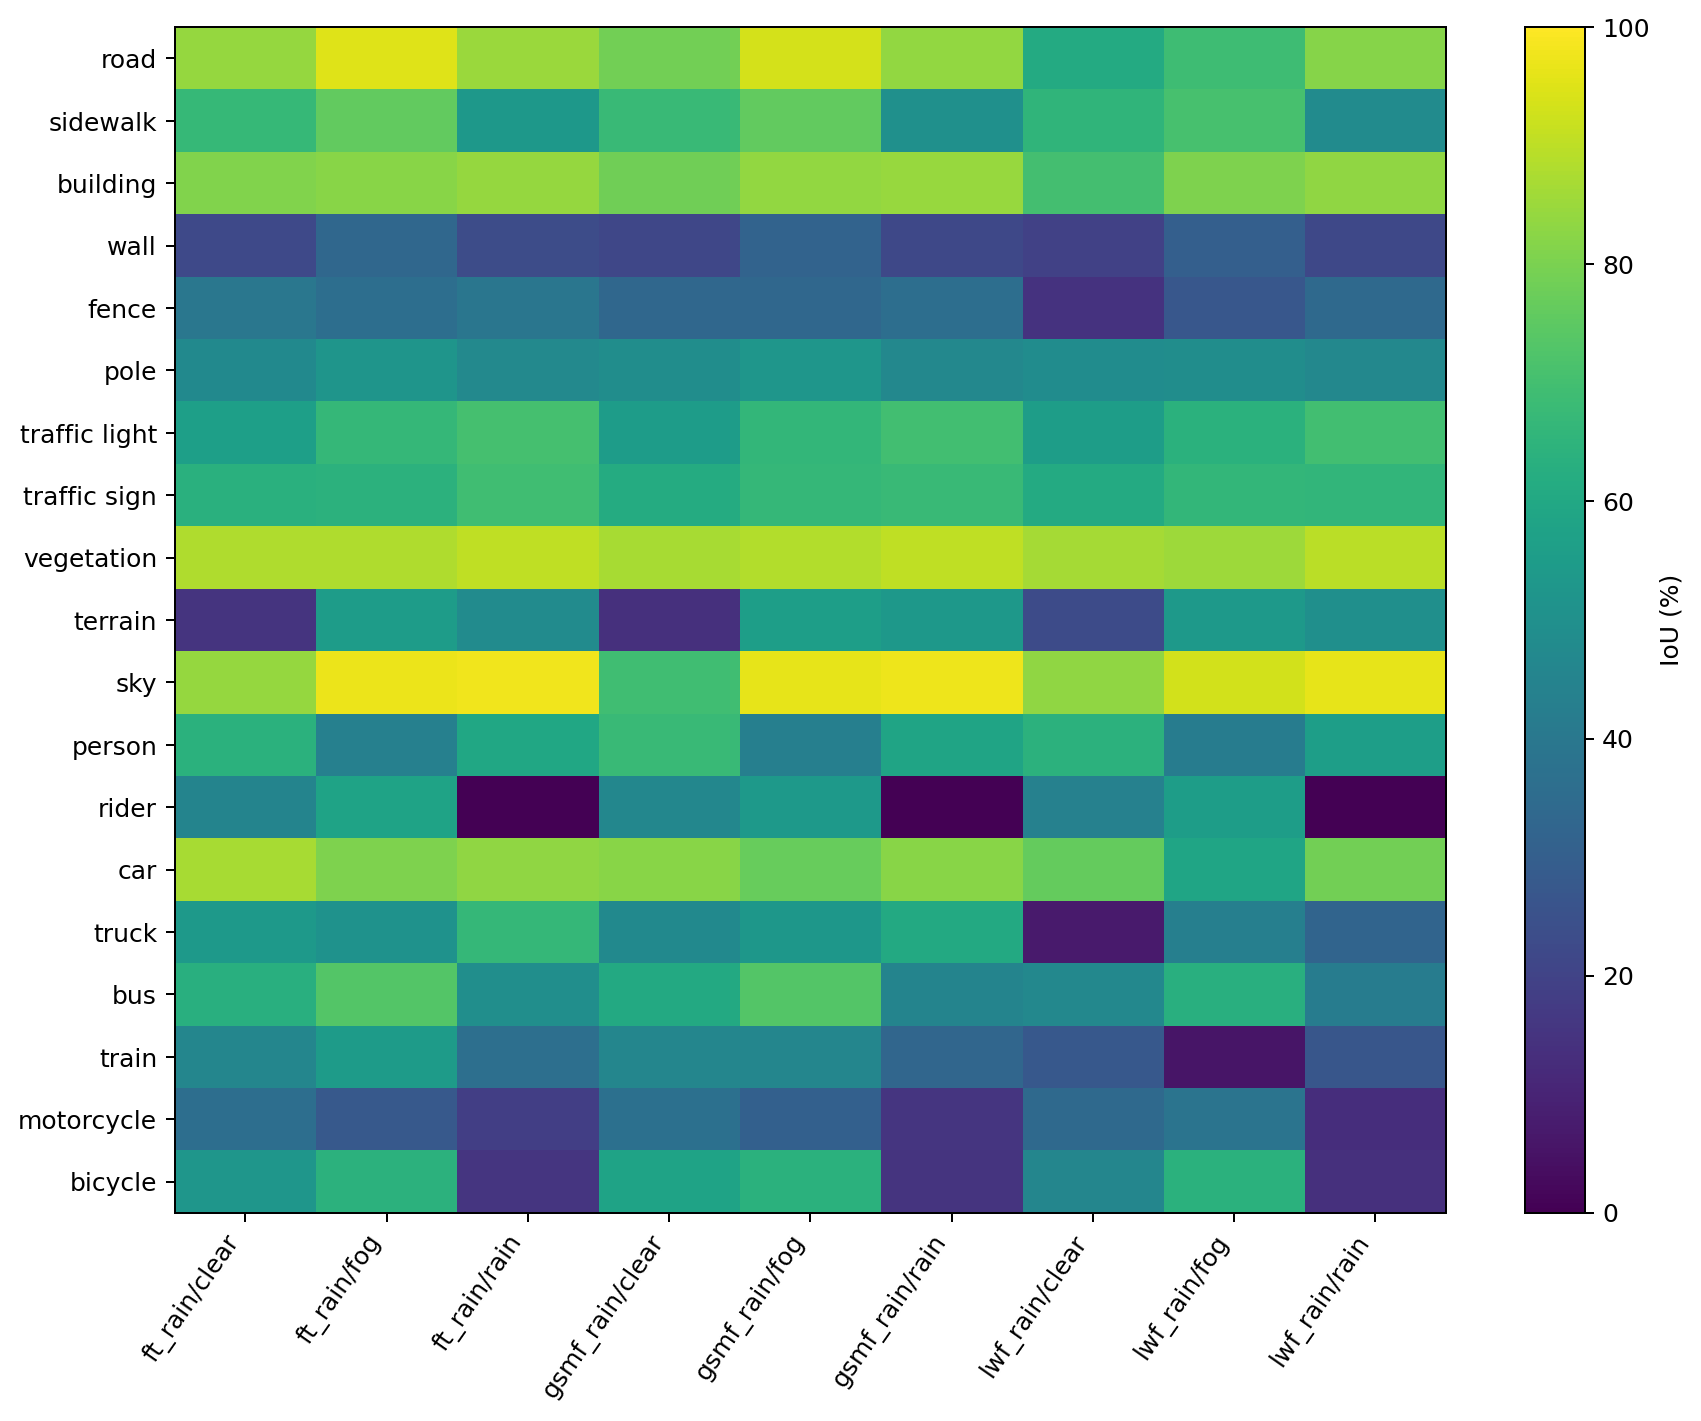 road
sidewalk
building
wall
fence
pole
traffic light
traffic sign
vegetation
terrain
sky
person
rider
car
truck
bus
train
motorcycle
bicycle
ft_rain/clear
ft_rain/fog
ft_rain/rain
gsmf_rain/clear
gsmf_rain/fog
gsmf_rain/rain
lwf_rain/clear
lwf_rain/fog
lwf_rain/rain
100
80
60
40
20
0
IoU (%)